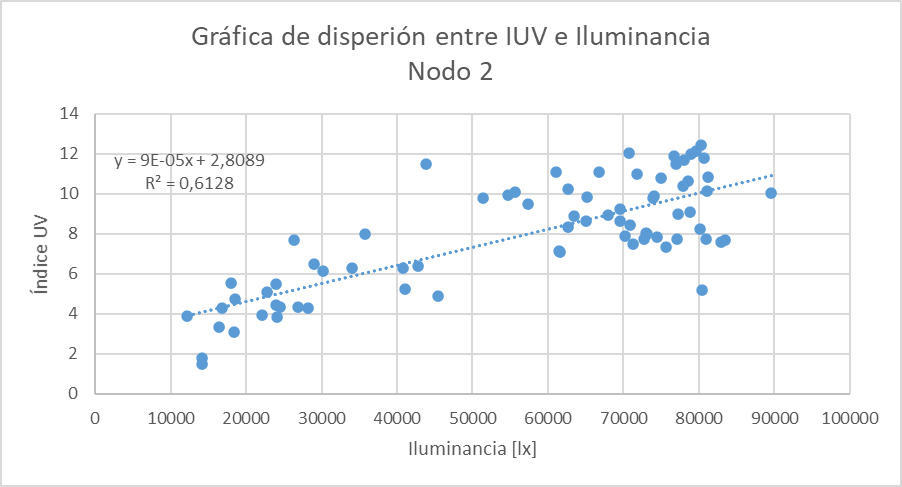 Gráfica de disperión entre IUV e Iluminancia
Nodo 2
y = 9E-05x + 2,8089
R² = 0,6128
Índice UV
14
12
10
8
6
4
2
0
0 10000 20000 30000 40000 50000 60000 70000 80000 90000 100000
Iluminancia [lx]